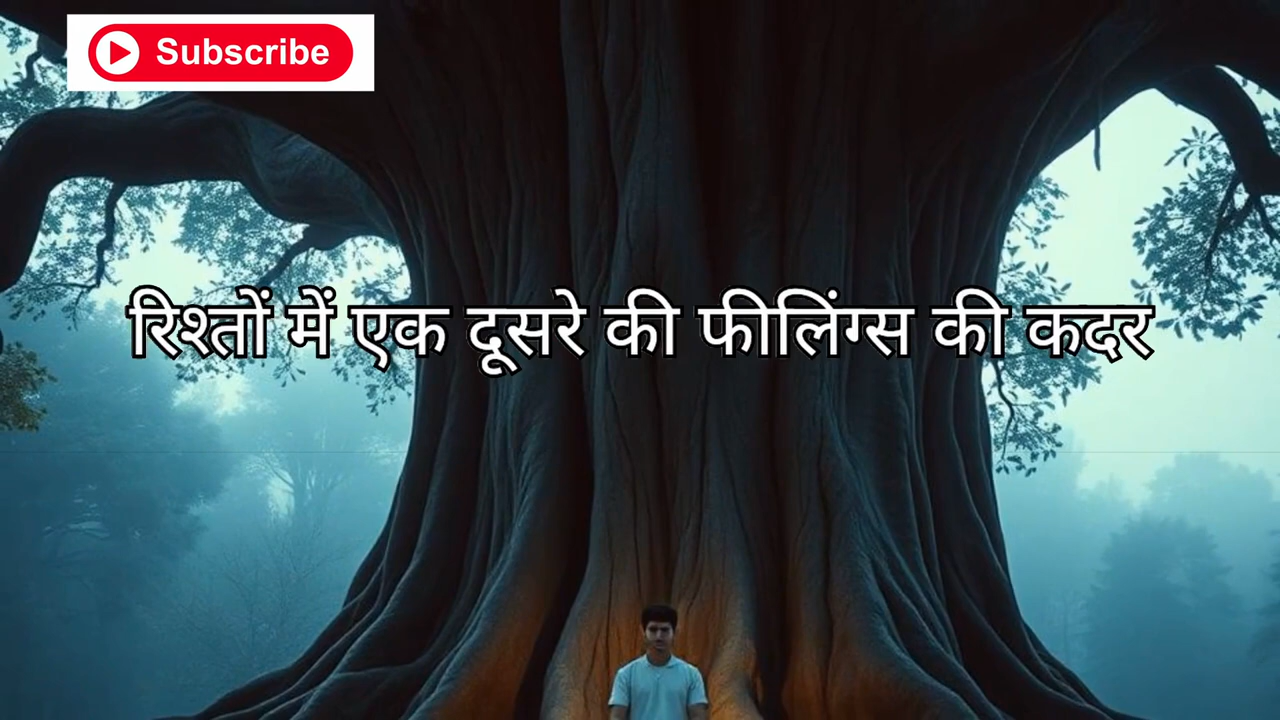 Subscribe
रिश्तों में एक दूसरे की फीलिंग्स की कदर